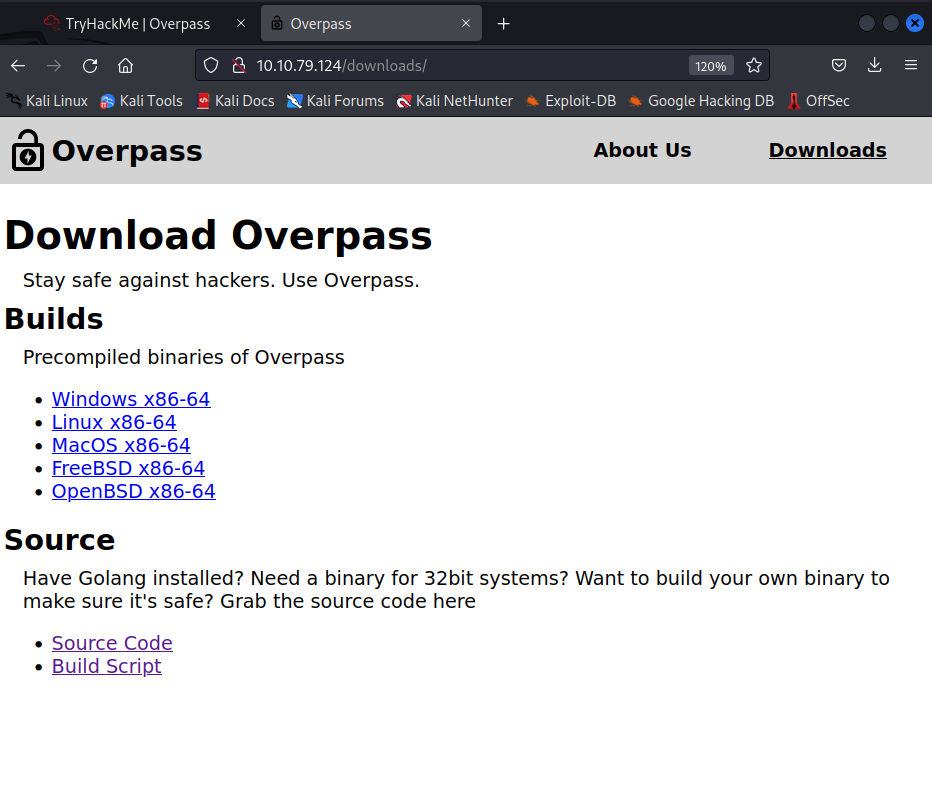 TryHackMe | Overpass
Overpass
10.10.79.124/downloads/
120%
Kali Linux
Kali Tools
Kali Docs
Kali Forums
Kali NetHunter
Exploit-DB
Google Hacking DB
OffSec
Overpass
About Us
Downloads
Download Overpass
Stay safe against hackers. Use Overpass.
Builds
Precompiled binaries of Overpass
Windows x86-64
Linux x86-64
MacOS x86-64
FreeBSD x86-64
OpenBSD x86-64
Source
Have Golang installed? Need a binary for 32bit systems? Want to build your own binary to
make sure it's safe? Grab the source code here
Source Code
Build Script